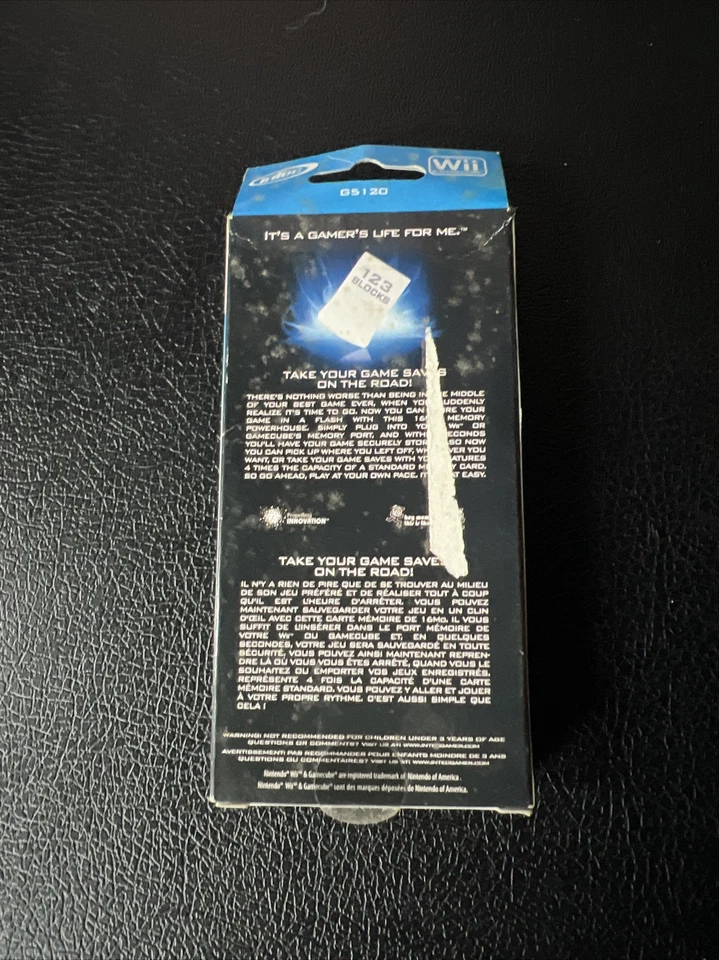 intec
Wii
G5120
IT'S A GAMER'S LIFE FOR ME.™
123
BLOCKS
TAKE YOUR GAME SAVES
ON THE ROAD!
THERE'S NOTHING WORSE THAN BEING IN THE MIDDLE
OF YOUR BEST GAME EVER, WHEN YOU SUDDENLY
REALIZE IT'S TIME TO GO. NOW YOU CAN YOUR
GAME IN A FLASH WITH THIS MEMORY
POWERHOUSE. SIMPLY PLUG INTO Wii™ OR
GAMECUBE'S MEMORY PORT, AND WITHIN SECONDS
YOU'LL HAVE YOUR GAME SECURELY SO NOW
YOU CAN PICK UP WHERE YOU LEFT OFF, YOU
WANT, OR TAKE YOUR GAME SAVES WITH
4 TIMES THE CAPACITY OF A STANDARD MEMORY CARD.
SO GO AHEAD, PLAY AT YOUR OWN PACE. EASY.
INNOVATION™
TAKE YOUR GAME SAVES
ON THE ROAD!
IL N'Y A RIEN DE PIRE QUE DE SE TROUVER AU MILIEU
DE SON JEU PRÉFÉRÉ ET DE RÉALISER TOUT À COUP
QU'IL EST L'HEURE D'ARRÊTER. VOUS POUVEZ
MAINTENANT SAUVEGARDER VOTRE JEU EN UN CLIN
D'ŒIL AVEC CETTE CARTE MÉMOIRE DE 16Mo. IL VOUS
SUFFIT DE L'INSÉRER DANS LE PORT MÉMOIRE DE
VOTRE Wii™ OU GAMECUBE ET, EN QUELQUES
SECONDES, VOTRE JEU SERA SAUVEGARDÉ EN TOUTE
SÉCURITÉ. VOUS POUVEZ AINSI MAINTENANT REPREN-
DRE LÀ OÙ VOUS VOUS ÊTES ARRÊTÉ, QUAND VOUS LE
SOUHAITEZ OU EMPORTER VOS JEUX ENREGISTRÉS.
REPRÉSENTE 4 FOIS LA CAPACITÉ D'UNE CARTE
MÉMOIRE STANDARD. VOUS POUVEZ Y ALLER ET JOUER
À VOTRE PROPRE RYTHME. C'EST AUSSI SIMPLE QUE
CELA !
WARNING: NOT RECOMMENDED FOR CHILDREN UNDER 3 YEARS OF AGE
QUESTIONS OR COMMENTS? VISIT US AT: WWW.INTECGAMER.COM
AVERTISSEMENT: PAS RECOMMANDER POUR ENFANTS MOINDRE DE 3 ANS
QUESTIONS OU COMMENTAIRES? VISIT US AT: WWW.INTECGAMER.COM
Nintendo® Wii™ & Gamecube® are registered trademark of Nintendo of America .
Nintendo® Wii™ & Gamecube® sont des marques déposées de Nintendo of America.